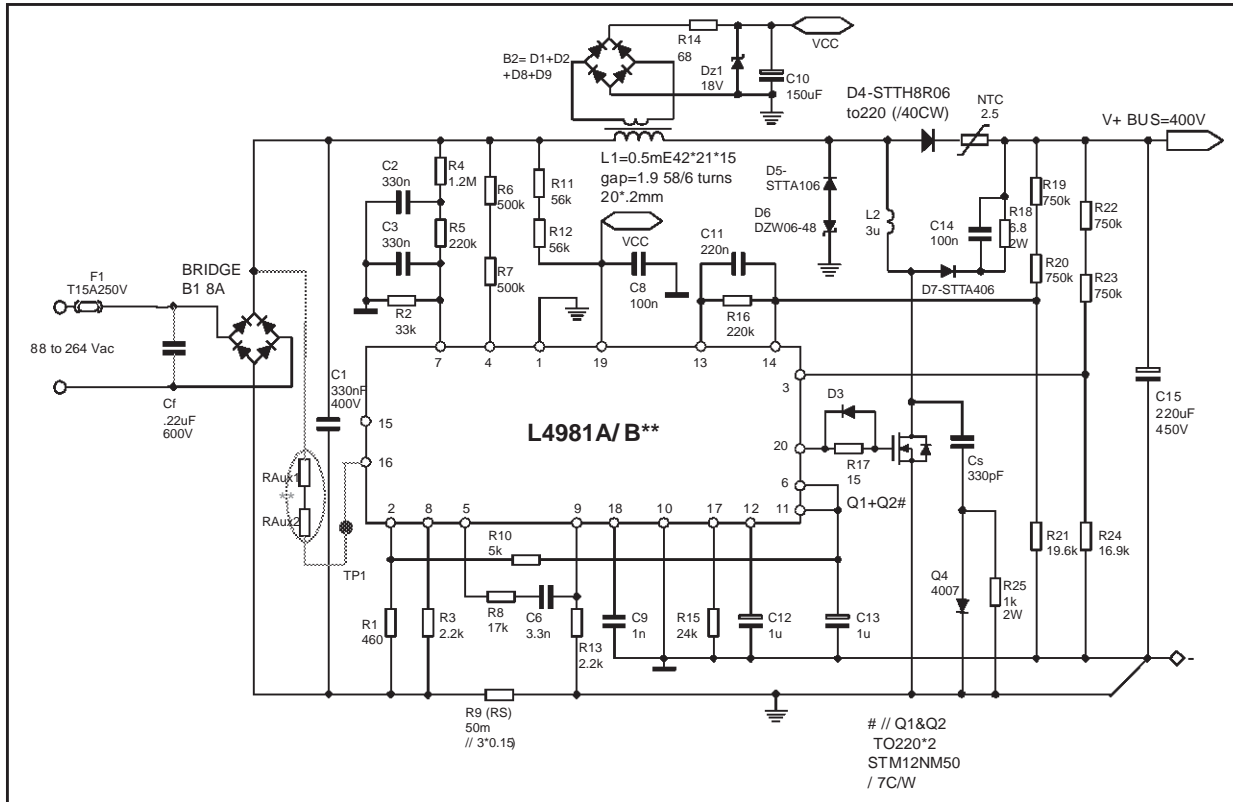 R14
68
VCC
B2= D1+D2
+D8+D9
Dz1
18V
C10
150uF
D4-STTH8R06
to220 (/40CW)
NTC
2.5
V+ BUS=400V
L1=0.5mE42*21*15
gap=1.9 58/6 turns
20*.2mm
C2
330n
R4
1.2M
R6
500k
R11
56k
D5-
STTA106
R19
750k
R22
750k
C3
330n
R5
220k
R12
56k
VCC
C11
220n
D6
DZW06-48
L2
3u
C14
100n
R18
6.8
2W
F1
T15A250V
BRIDGE
B1 8A
R7
500k
C8
100n
R20
750k
R23
750k
R2
33k
R16
220k
D7-STTA406
88 to 264 Vac
7
4
1
19
13
14
C1
330nF
400V
3
Cf
.22uF
600V
15
L4981A/ B**
D3
C15
220uF
450V
16
20
R17
15
Cs
330pF
RAux1
**
RAux2
6
11
Q1+Q2#
2
8
5
9
18
10
17
12
TP1
R10
5k
R21
19.6k
R24
16.9k
R1
460
R3
2.2k
R8
17k
C6
3.3n
R13
2.2k
C9
1n
R15
24k
C12
1u
C13
1u
Q4
4007
R25
1k
2W
-
R9 (RS)
50m
// 3*0.15)
# // Q1&Q2
TO220*2
STM12NM50
/ 7C/W